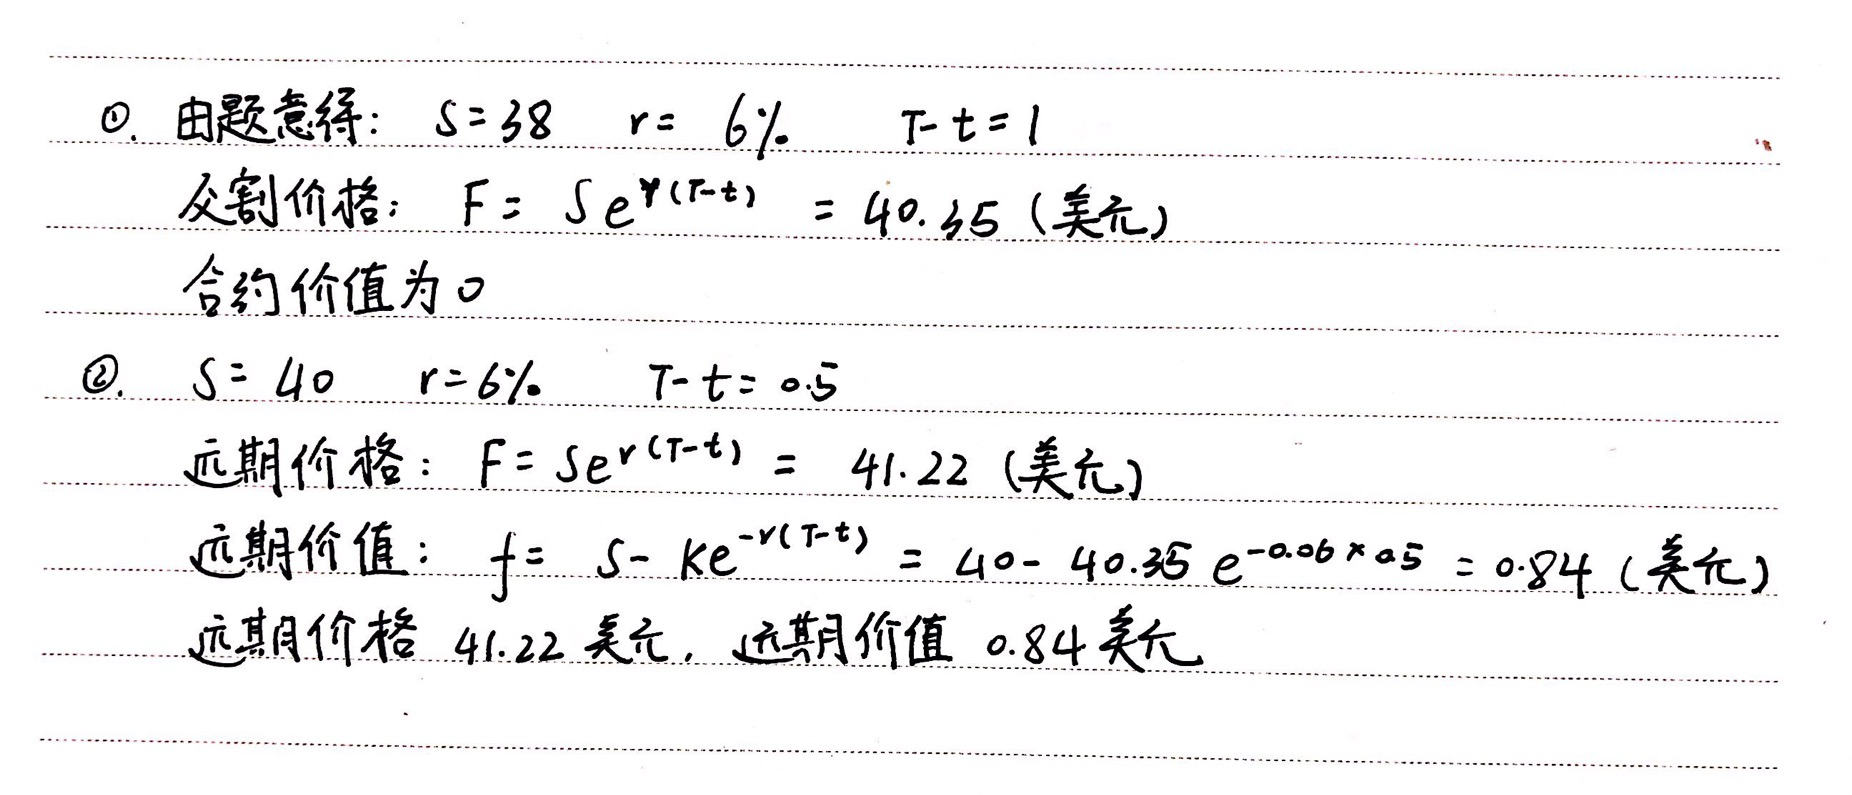 ①. 由题意得: S=38 r= 6% T-t=1
交割价格: F= Se^{r(T-t)} = 40.35 (美元)
合约价值为0
②. S= 40 r=6% T-t=0.5
远期价格: F= Se^{r(T-t)} = 41.22 (美元)
远期价值: f= S- Ke^{-r(T-t)} = 40- 40.35 e^{-0.06×0.5} = 0.84 (美元)
远期价格 41.22 美元, 远期价值 0.84美元